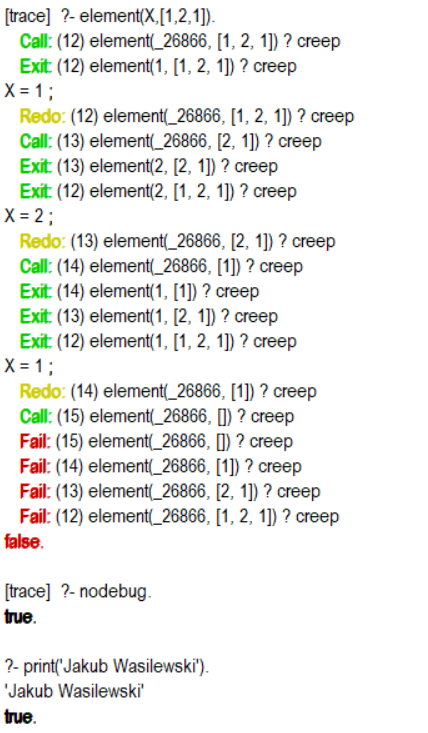 [trace]  ?- element(X,[1,2,1]).
Call: (12) element(_26866, [1, 2, 1]) ? creep
Exit: (12) element(1, [1, 2, 1]) ? creep
X = 1 ;
Redo: (12) element(_26866, [1, 2, 1]) ? creep
Call: (13) element(_26866, [2, 1]) ? creep
Exit: (13) element(2, [2, 1]) ? creep
Exit: (12) element(2, [1, 2, 1]) ? creep
X = 2 ;
Redo: (13) element(_26866, [2, 1]) ? creep
Call: (14) element(_26866, [1]) ? creep
Exit: (14) element(1, [1]) ? creep
Exit: (13) element(1, [2, 1]) ? creep
Exit: (12) element(1, [1, 2, 1]) ? creep
X = 1 ;
Redo: (14) element(_26866, [1]) ? creep
Call: (15) element(_26866, []) ? creep
Fail: (15) element(_26866, []) ? creep
Fail: (14) element(_26866, [1]) ? creep
Fail: (13) element(_26866, [2, 1]) ? creep
Fail: (12) element(_26866, [1, 2, 1]) ? creep
false.
[trace]  ?- nodebug.
true.
?- print('Jakub Wasilewski').
'Jakub Wasilewski'
true.